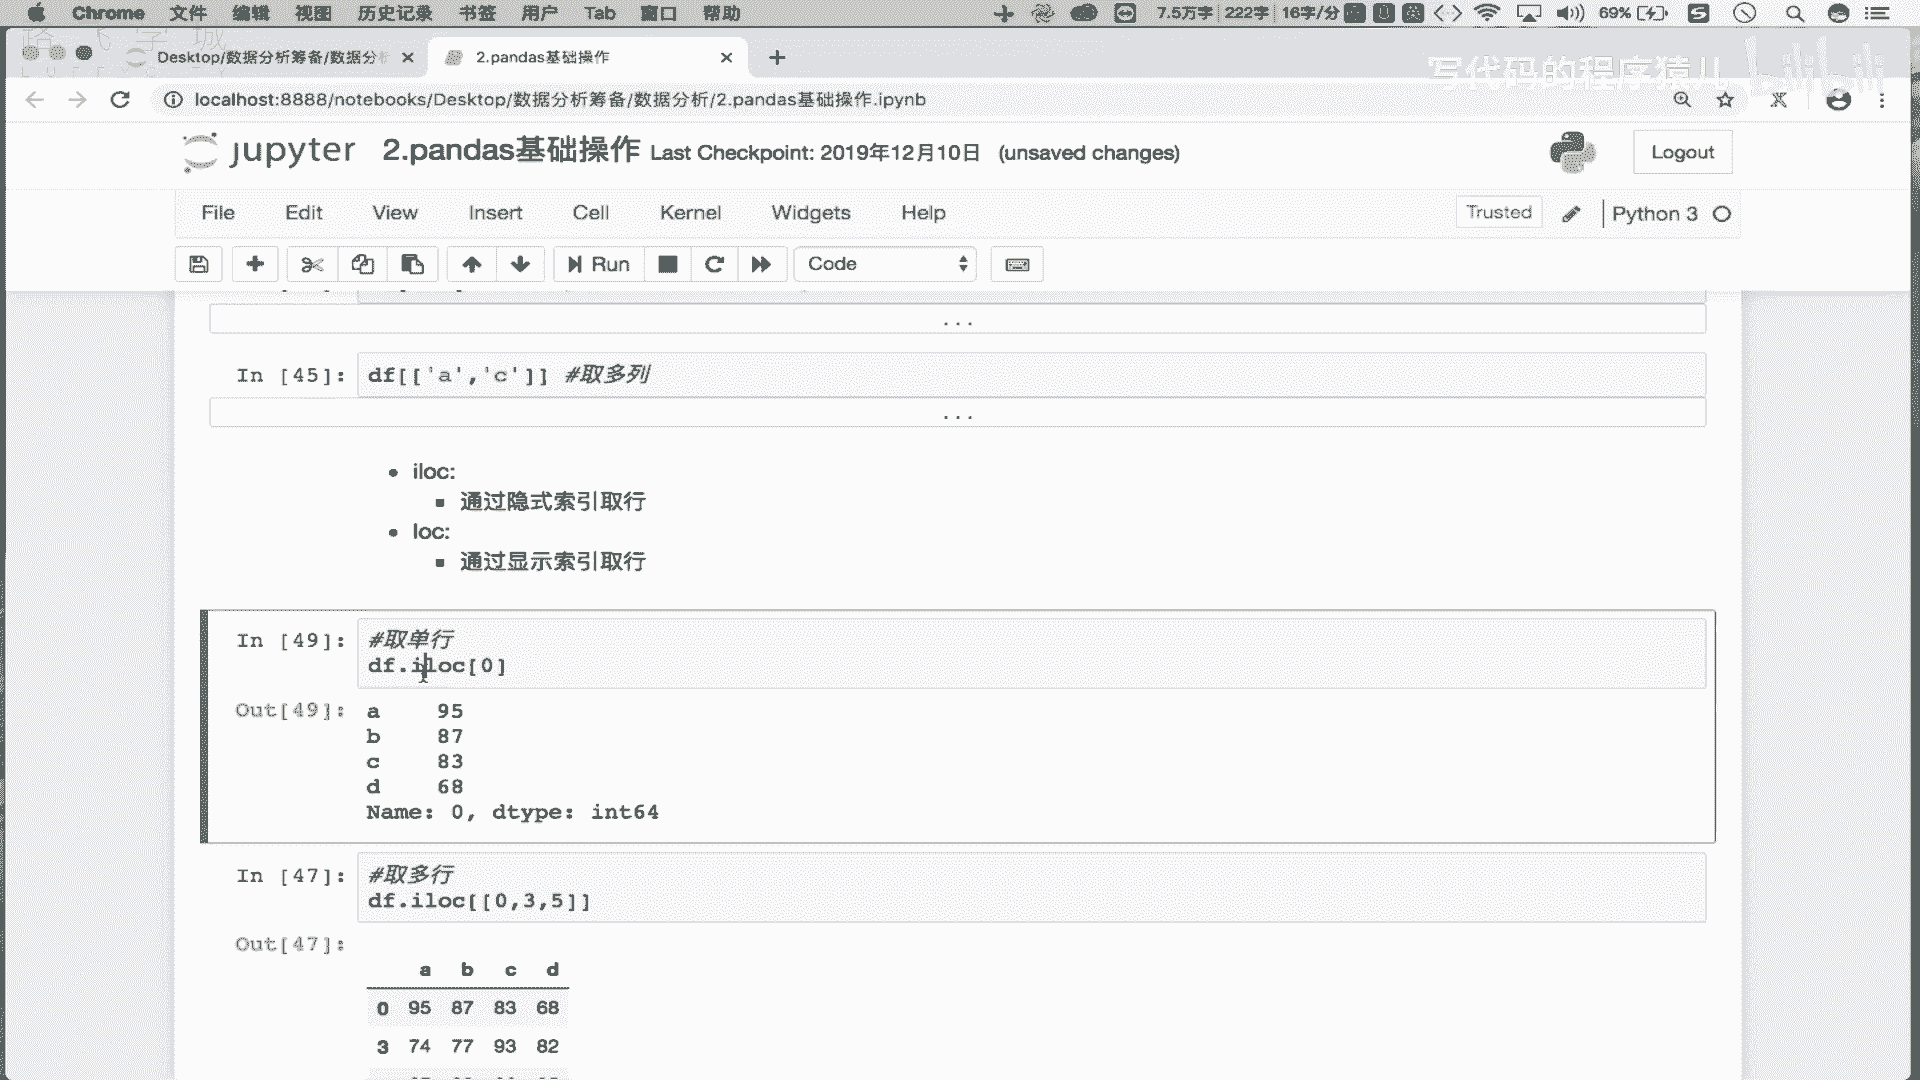 Chrome 文件 编辑 视图 历史记录 书签 用户 Tab 窗口 帮助 7.5万字 222字 16字/分 69%
Desktop/数据分析筹备/数据分析 2.pandas基础操作
写代码的程序猿儿 bilibili
localhost:8888/notebooks/Desktop/数据分析筹备/数据分析/2.pandas基础操作.ipynb
jupyter 2.pandas基础操作 Last Checkpoint: 2019年12月10日 (unsaved changes) Logout
File Edit View Insert Cell Kernel Widgets Help Trusted Python 3
Run Code
...
In [45]: df[['a','c']] #取多列
...
iloc:
通过隐式索引取行
loc:
通过显示索引取行
In [49]: #取单行
df.iloc[0]
Out[49]: a 95
b 87
c 83
d 68
Name: 0, dtype: int64
In [47]: #取多行
df.iloc[[0,3,5]]
Out[47]:
a b c d
0 95 87 83 68
3 74 77 93 82